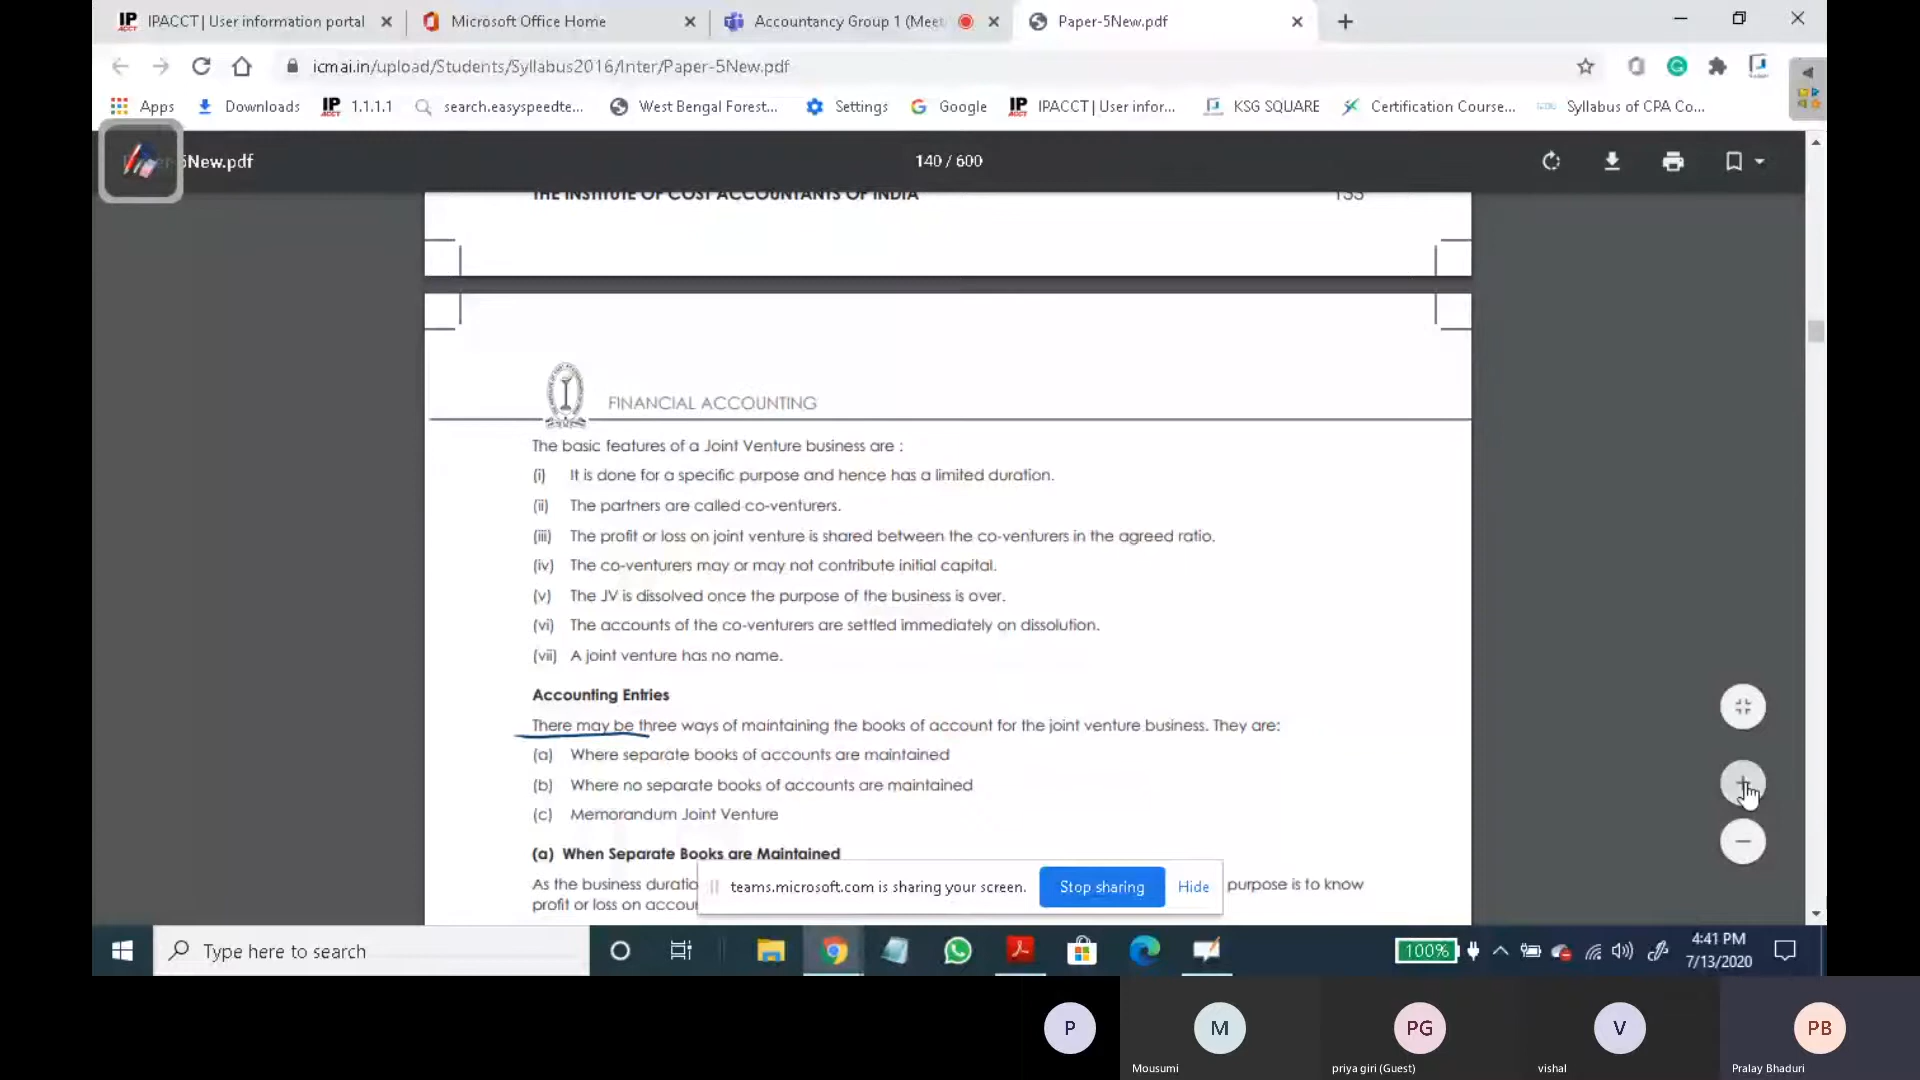 IPACCT | User information portal
Microsoft Office Home
Accountancy Group 1 (Meet
Paper-5New.pdf
icmai.in/upload/Students/Syllabus2016/Inter/Paper-5New.pdf
Apps
Downloads
1.1.1.1
search.easyspeedte...
West Bengal Forest...
Settings
Google
IPACCT | User infor...
KSG SQUARE
Certification Course...
Syllabus of CPA Co...
5New.pdf
140 / 600
THE INSTITUTE OF COST ACCOUNTANTS OF INDIA
FINANCIAL ACCOUNTING
The basic features of a Joint Venture business are :
(i) It is done for a specific purpose and hence has a limited duration.
(ii) The partners are called co-venturers.
(iii) The profit or loss on joint venture is shared between the co-venturers in the agreed ratio.
(iv) The co-venturers may or may not contribute initial capital.
(v) The JV is dissolved once the purpose of the business is over.
(vi) The accounts of the co-venturers are settled immediately on dissolution.
(vii) A joint venture has no name.
Accounting Entries
There may be three ways of maintaining the books of account for the joint venture business. They are:
(a) Where separate books of accounts are maintained
(b) Where no separate books of accounts are maintained
(c) Memorandum Joint Venture
(a) When Separate Books are Maintained
As the business duratio
purpose is to know
profit or loss on accou
teams.microsoft.com is sharing your screen.
Stop sharing
Hide
Type here to search
100%
4:41 PM
7/13/2020
P
M
PG
V
PB
Mousumi
priya giri (Guest)
vishal
Pralay Bhaduri